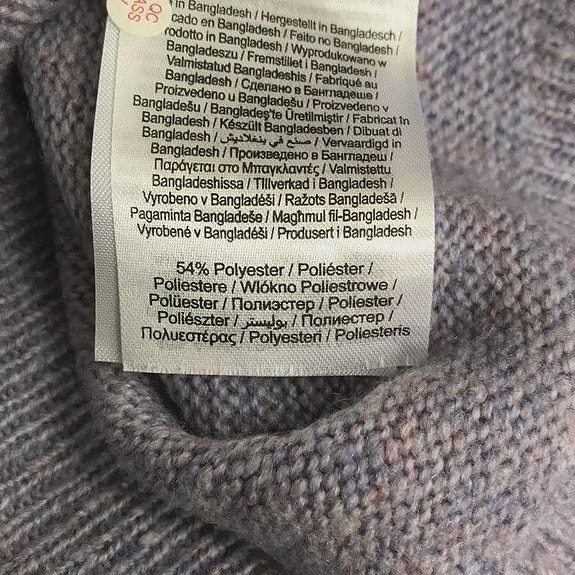 QC
PASS
in Bangladesh / Hergestellt in Bangladesch /
cado en Bangladesh / Feito no Bangladesh /
rodotto in Bangladesh / Wyprodukowano w
Bangladeszu / Fremstillet i Bangladesh /
Valmistatud Bangladeshis / Fabriqué au
Bangladesh / Сделано в Бангладеше /
Proizvedeno u Bangladešu / Proizvedeno v
Bangladešu / Bangladeş'te Üretilmiştir / Fabricat în
Bangladesh / Készült Bangladesben / Dibuat di
Bangladesh / صنع في بنغلاديش / Vervaardigd in
Bangladesh / Произведено в Бангладеш /
Παράγεται στο Μπαγκλαντές / Valmistettu
Bangladeshissa / Tillverkad i Bangladesh /
Vyrobeno v Bangladéši / Ražots Bangladešā /
Pagaminta Bangladeše / Magħmul fil-Bangladesh /
Vyrobené v Bangladéši / Produsert i Bangladesh
54% Polyester / Poliéster /
Poliestere / Wlókno Poliestrowe /
Polüester / Полиэстер / Poliester /
Poliészter / بوليستر / Полиестер /
Πολυεστέρας / Polyesteri / Poliesteris